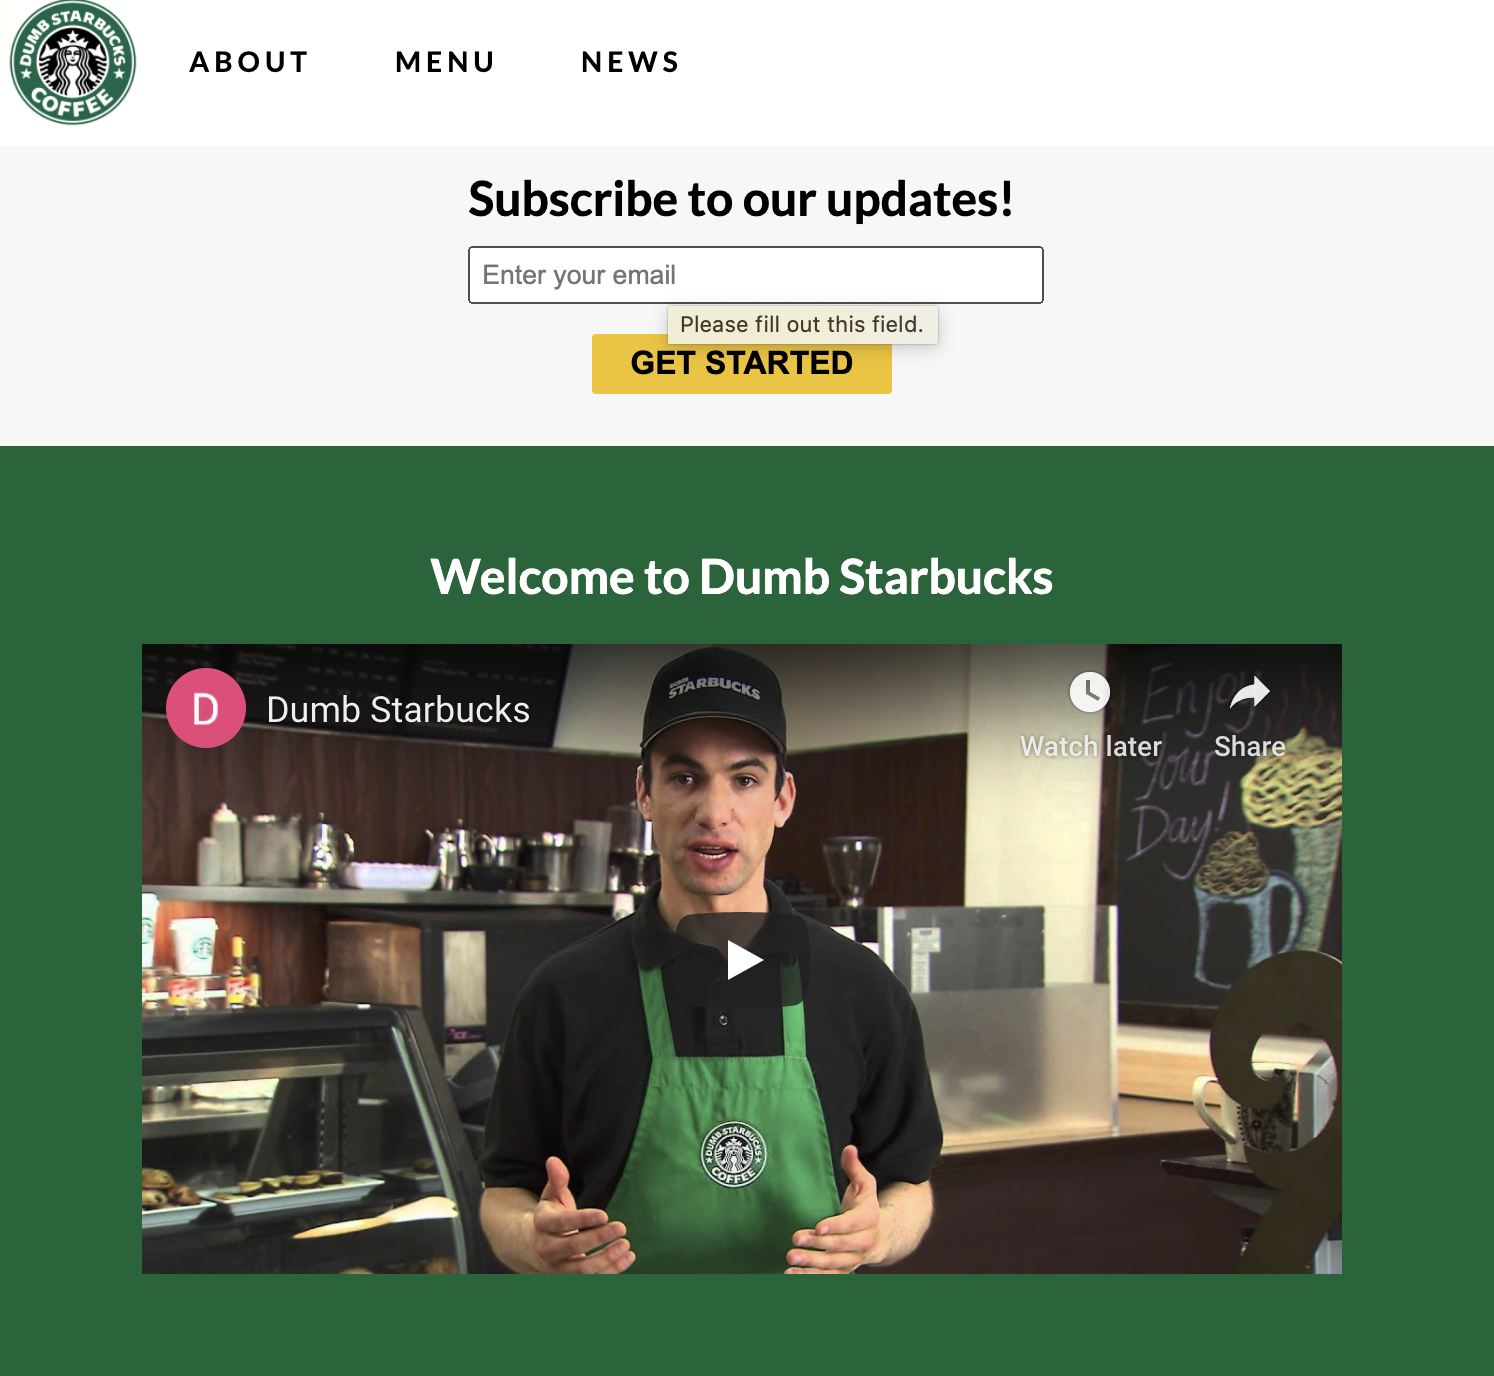 DUMB STARBUCKS
COFFEE
ABOUT
MENU
NEWS
Subscribe to our updates!
Enter your email
Please fill out this field.
GET STARTED
Welcome to Dumb Starbucks
D
Dumb Starbucks
Watch later
Share
DUMB
STARBUCKS
Enjoy
Your
Day!
DUMB STARBUCKS
COFFEE